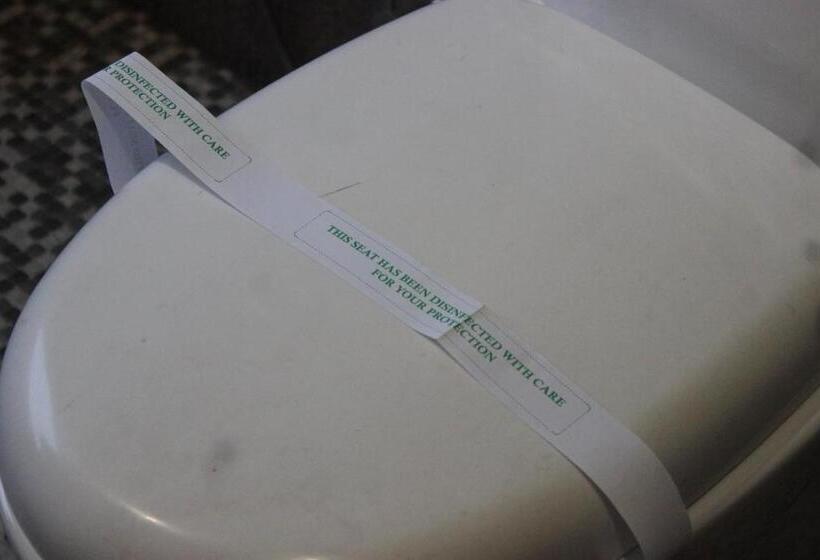 DISINFECTED WITH CARE
R PROTECTION
THIS SEAT HAS BEEN DISINFECTED WITH CARE
FOR YOUR PROTECTION